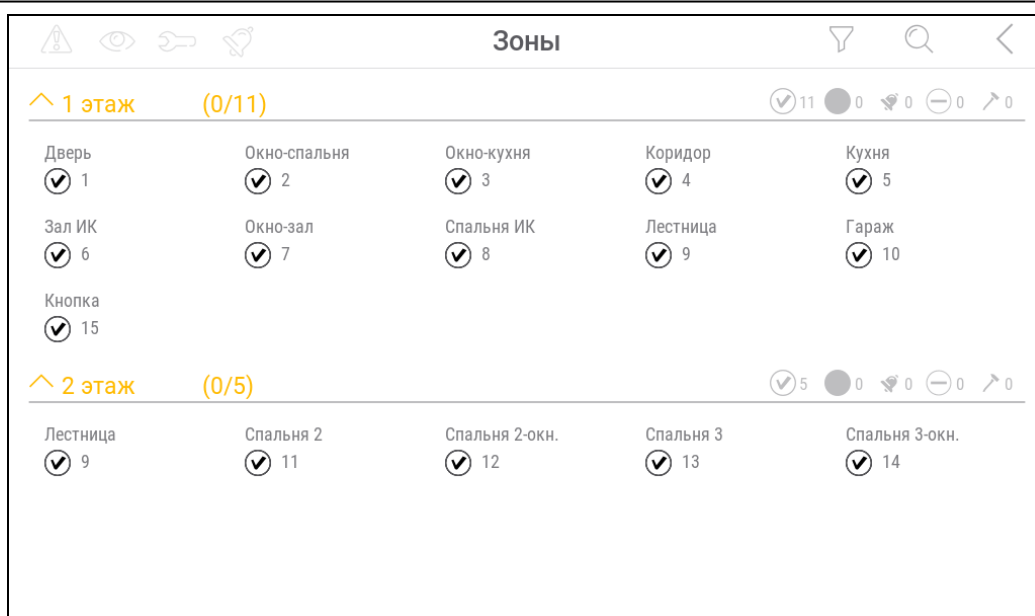 Зоны
1 этаж (0/11) 11 0 0 0 0
Дверь Окно-спальня Окно-кухня Коридор Кухня
1 2 3 4 5
Зал ИК Окно-зал Спальня ИК Лестница Гараж
6 7 8 9 10
Кнопка
15
2 этаж (0/5) 5 0 0 0 0
Лестница Спальня 2 Спальня 2-окн. Спальня 3 Спальня 3-окн.
9 11 12 13 14